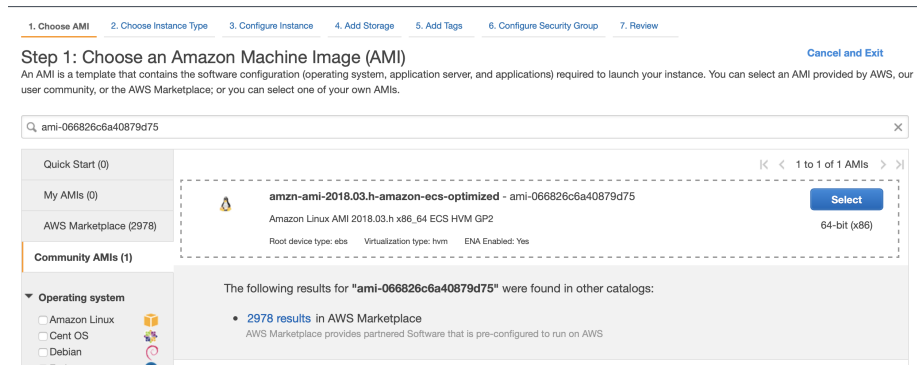 1. Choose AMI 2. Choose Instance Type 3. Configure Instance 4. Add Storage 5. Add Tags 6. Configure Security Group 7. Review
Step 1: Choose an Amazon Machine Image (AMI)
Cancel and Exit
An AMI is a template that contains the software configuration (operating system, application server, and applications) required to launch your instance. You can select an AMI provided by AWS, our
user community, or the AWS Marketplace; or you can select one of your own AMIs.
ami-066826c6a40879d75
Quick Start (0)
My AMIs (0)
AWS Marketplace (2978)
Community AMIs (1)
Operating system
Amazon Linux
Cent OS
Debian
1 to 1 of 1 AMIs
amzn-ami-2018.03.h-amazon-ecs-optimized - ami-066826c6a40879d75
Amazon Linux AMI 2018.03.h x86_64 ECS HVM GP2
Root device type: ebs Virtualization type: hvm ENA Enabled: Yes
Select
64-bit (x86)
The following results for "ami-066826c6a40879d75" were found in other catalogs:
2978 results in AWS Marketplace
AWS Marketplace provides partnered Software that is pre-configured to run on AWS